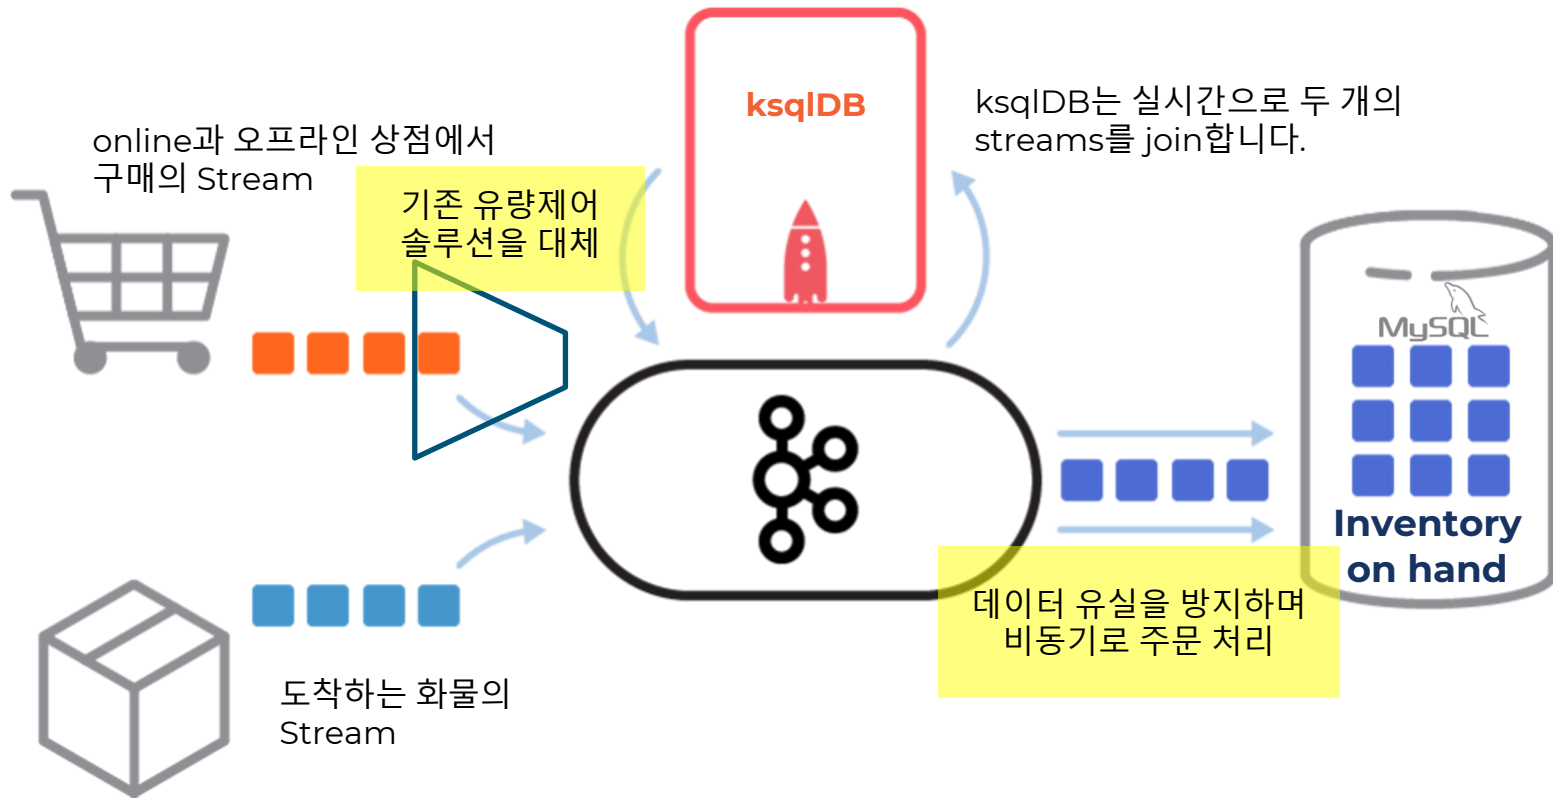 online과 오프라인 상점에서
구매의 Stream
기존 유량제어
솔루션을 대체
ksqlDB
ksqlDB는 실시간으로 두 개의
streams를 join합니다.
MySQL
Inventory
on hand
데이터 유실을 방지하며
비동기로 주문 처리
도착하는 화물의
Stream